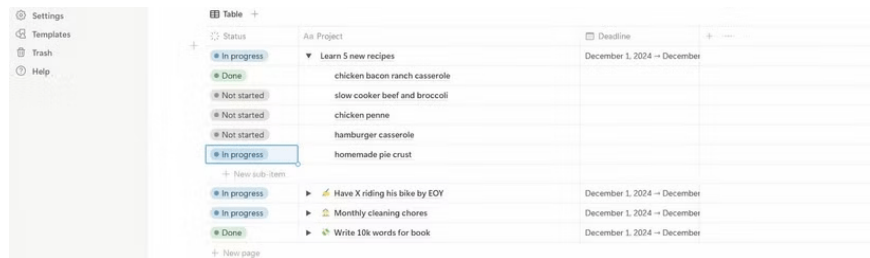 Settings
Templates
Trash
Help
Table
Status Aa Project Deadline
In progress Learn 5 new recipes December 1, 2024 → December
Done chicken bacon ranch casserole
Not started slow cooker beef and broccoli
Not started chicken penne
Not started hamburger casserole
In progress homemade pie crust
+ New sub-item
In progress Have X riding his bike by EOY December 1, 2024 → December
In progress Monthly cleaning chores December 1, 2024 → December
Done Write 10k words for book December 1, 2024 → December
+ New page